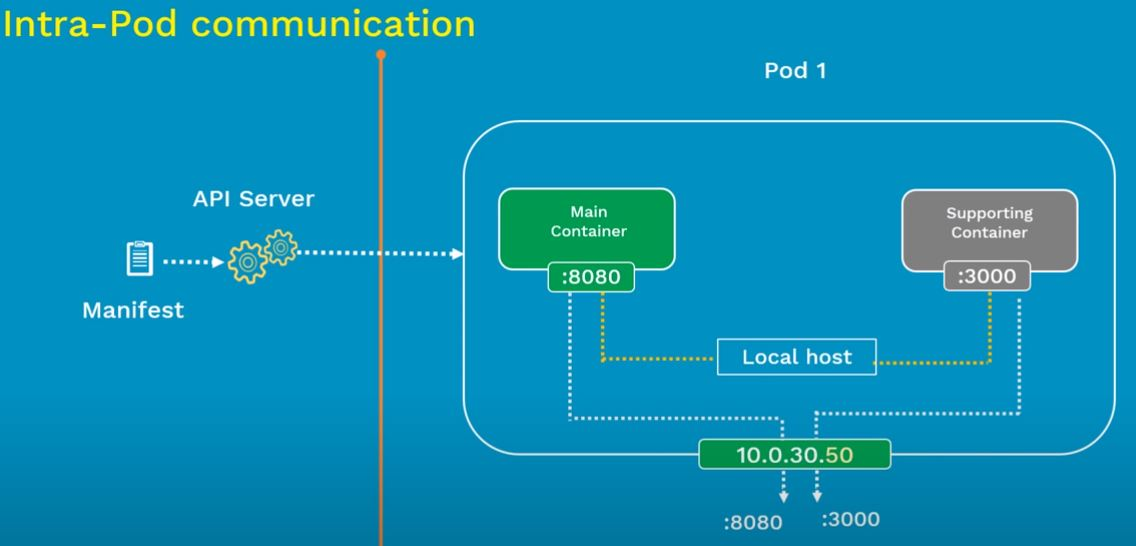 Intra-Pod communication
Pod 1
API Server
Manifest
Main
Container
:8080
Supporting
Container
:3000
Local host
10.0.30.50
:8080
:3000